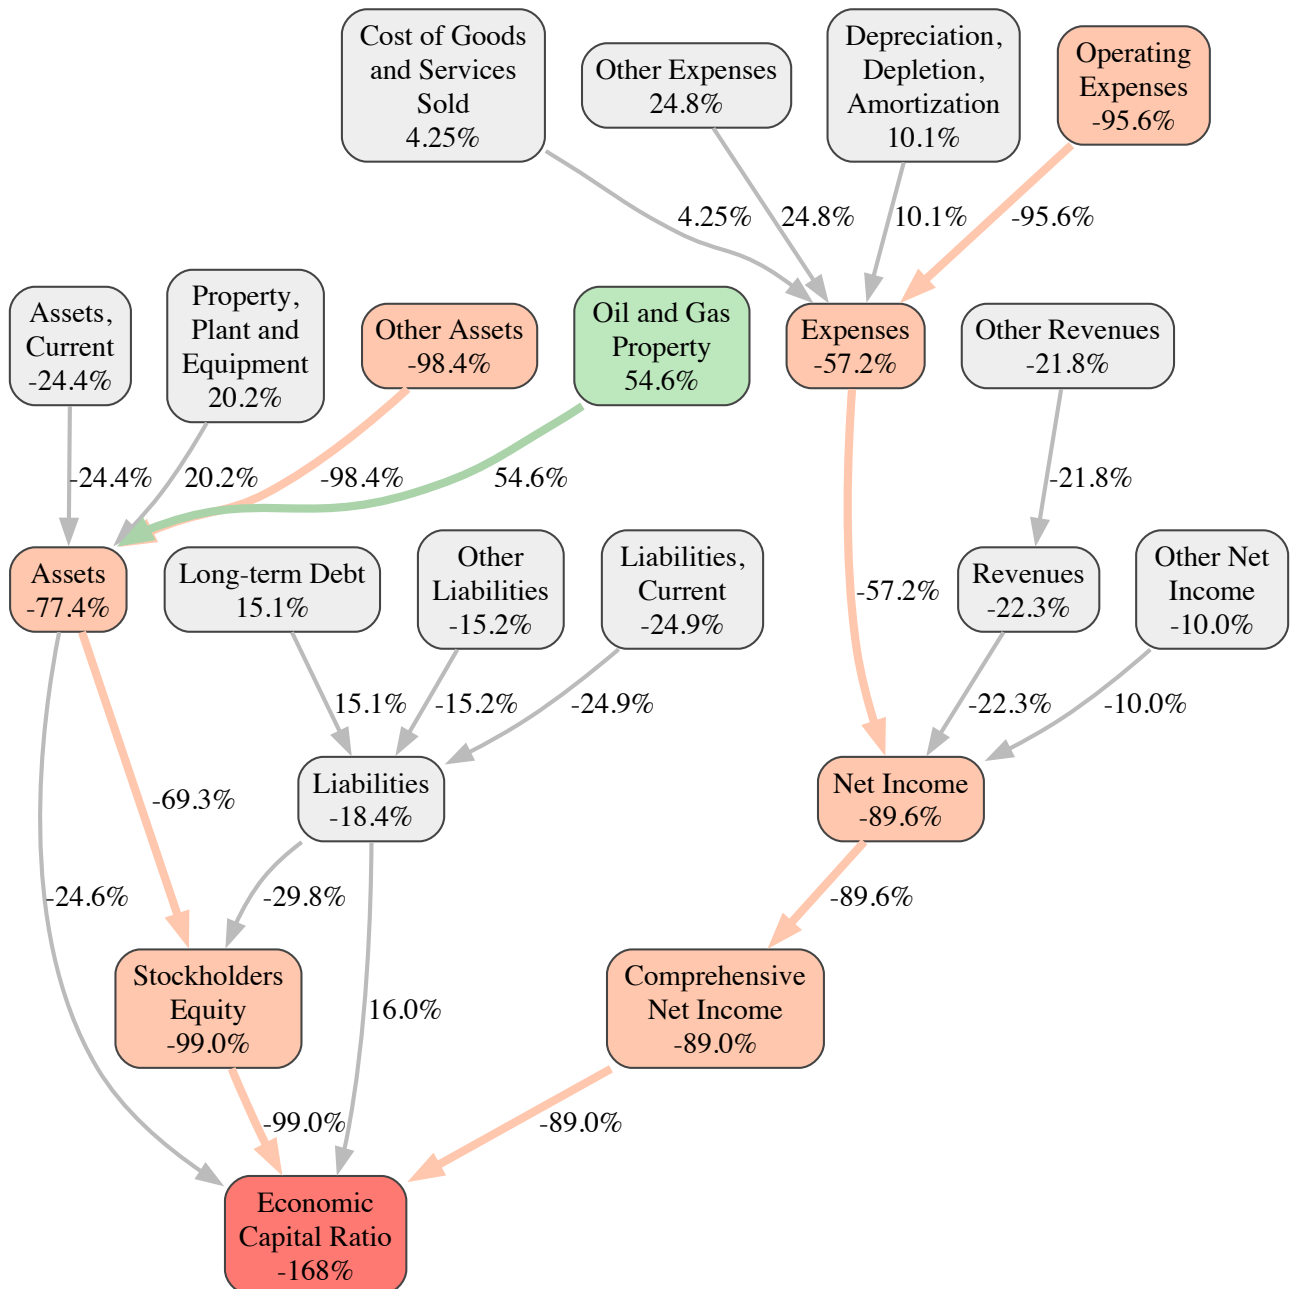 Cost of Goods
and Services
Sold
4.25%
Other Expenses
24.8%
Depreciation,
Depletion,
Amortization
10.1%
Operating
Expenses
-95.6%
4.25%
24.8%
10.1%
-95.6%
Assets,
Current
-24.4%
Property,
Plant and
Equipment
20.2%
Other Assets
-98.4%
Oil and Gas
Property
54.6%
Expenses
-57.2%
Other Revenues
-21.8%
-24.4%
20.2%
-98.4%
54.6%
-21.8%
Assets
-77.4%
Long-term Debt
15.1%
Other
Liabilities
-15.2%
Liabilities,
Current
-24.9%
-57.2%
Revenues
-22.3%
Other Net
Income
-10.0%
15.1%
-15.2%
-24.9%
-22.3%
-10.0%
-69.3%
Liabilities
-18.4%
Net Income
-89.6%
-24.6%
-29.8%
-89.6%
Stockholders
Equity
-99.0%
16.0%
Comprehensive
Net Income
-89.0%
-99.0%
-89.0%
Economic
Capital Ratio
-168%